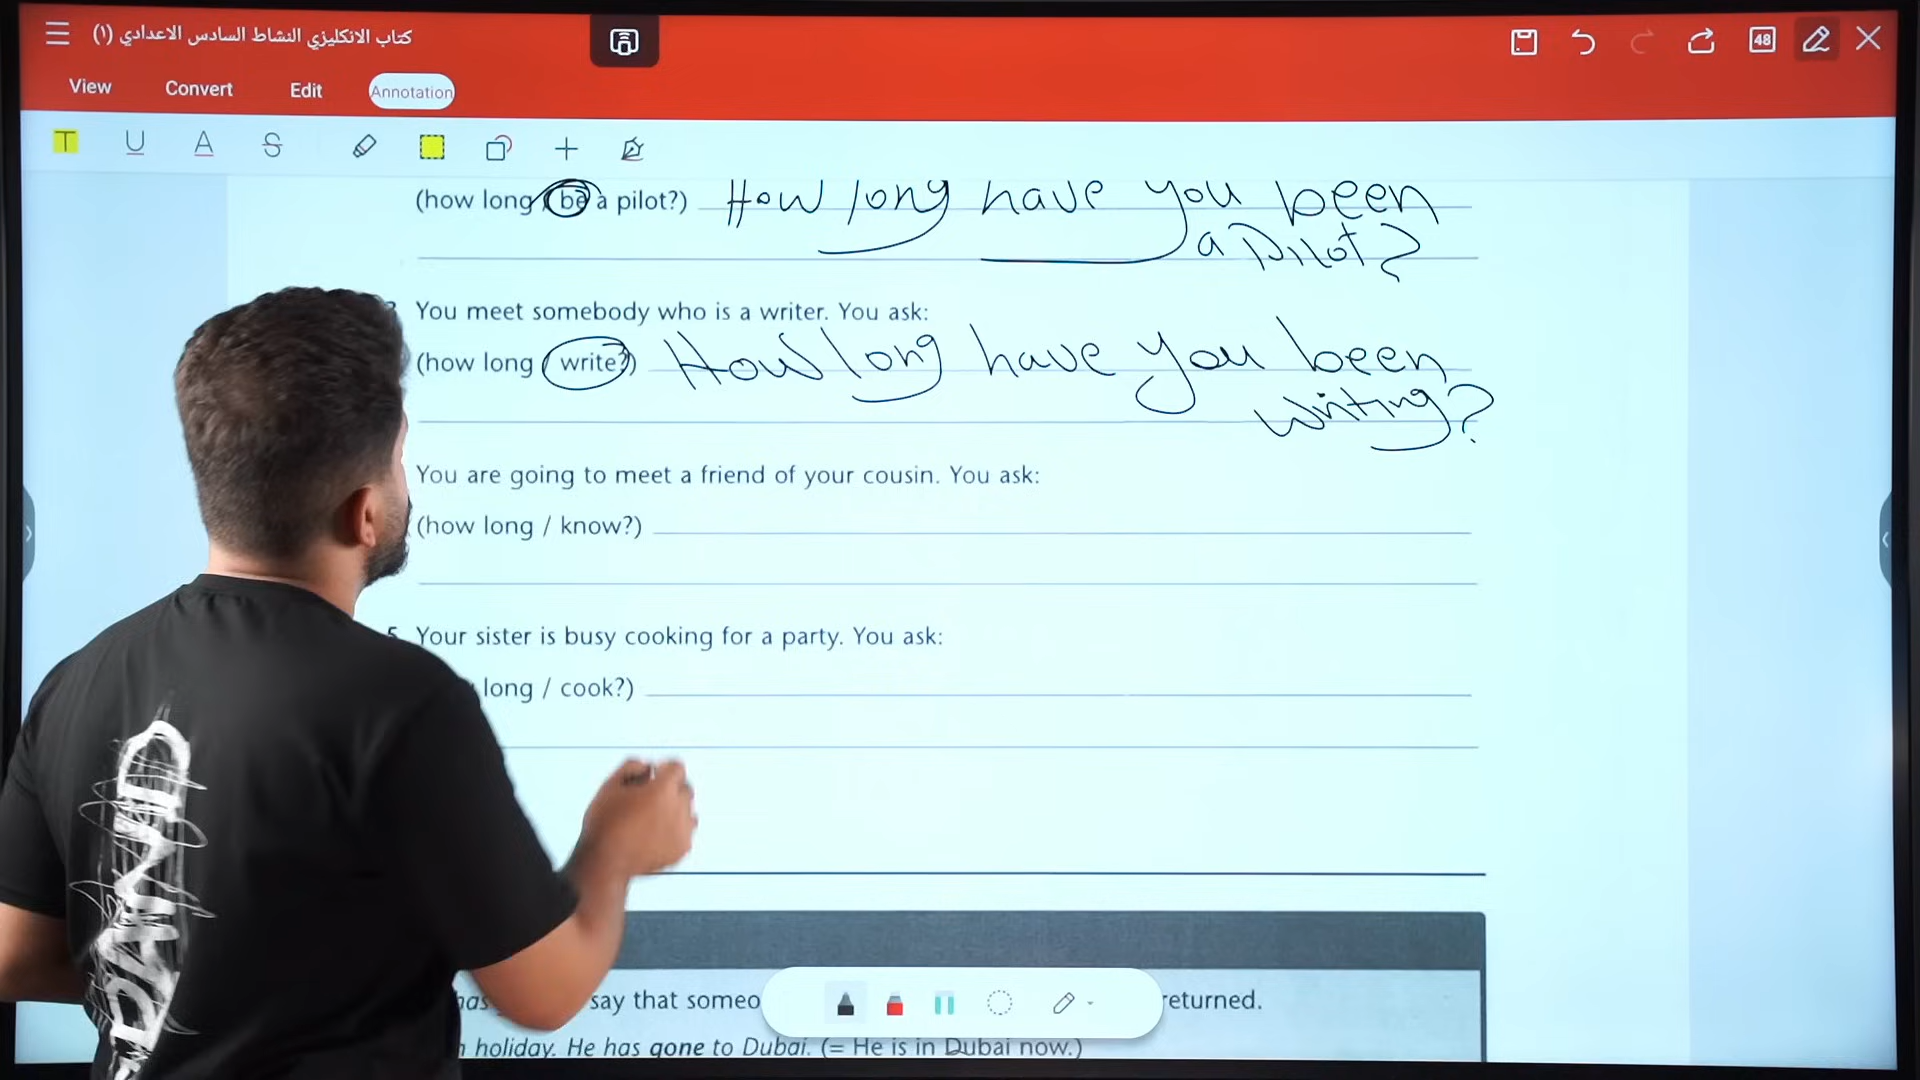 كتاب الانكليزي النشاط السادس الاعدادي (١)
48
View Convert Edit Annotation
T U A S
(how long / be a pilot?) How long have you been
a Pilot?
You meet somebody who is a writer. You ask:
(how long / write?) How long have you been
writing?
You are going to meet a friend of your cousin. You ask:
(how long / know?)
5 Your sister is busy cooking for a party. You ask:
long / cook?)
has say that someo returned.
holiday. He has gone to Dubai. (= He is in Dubai now.)